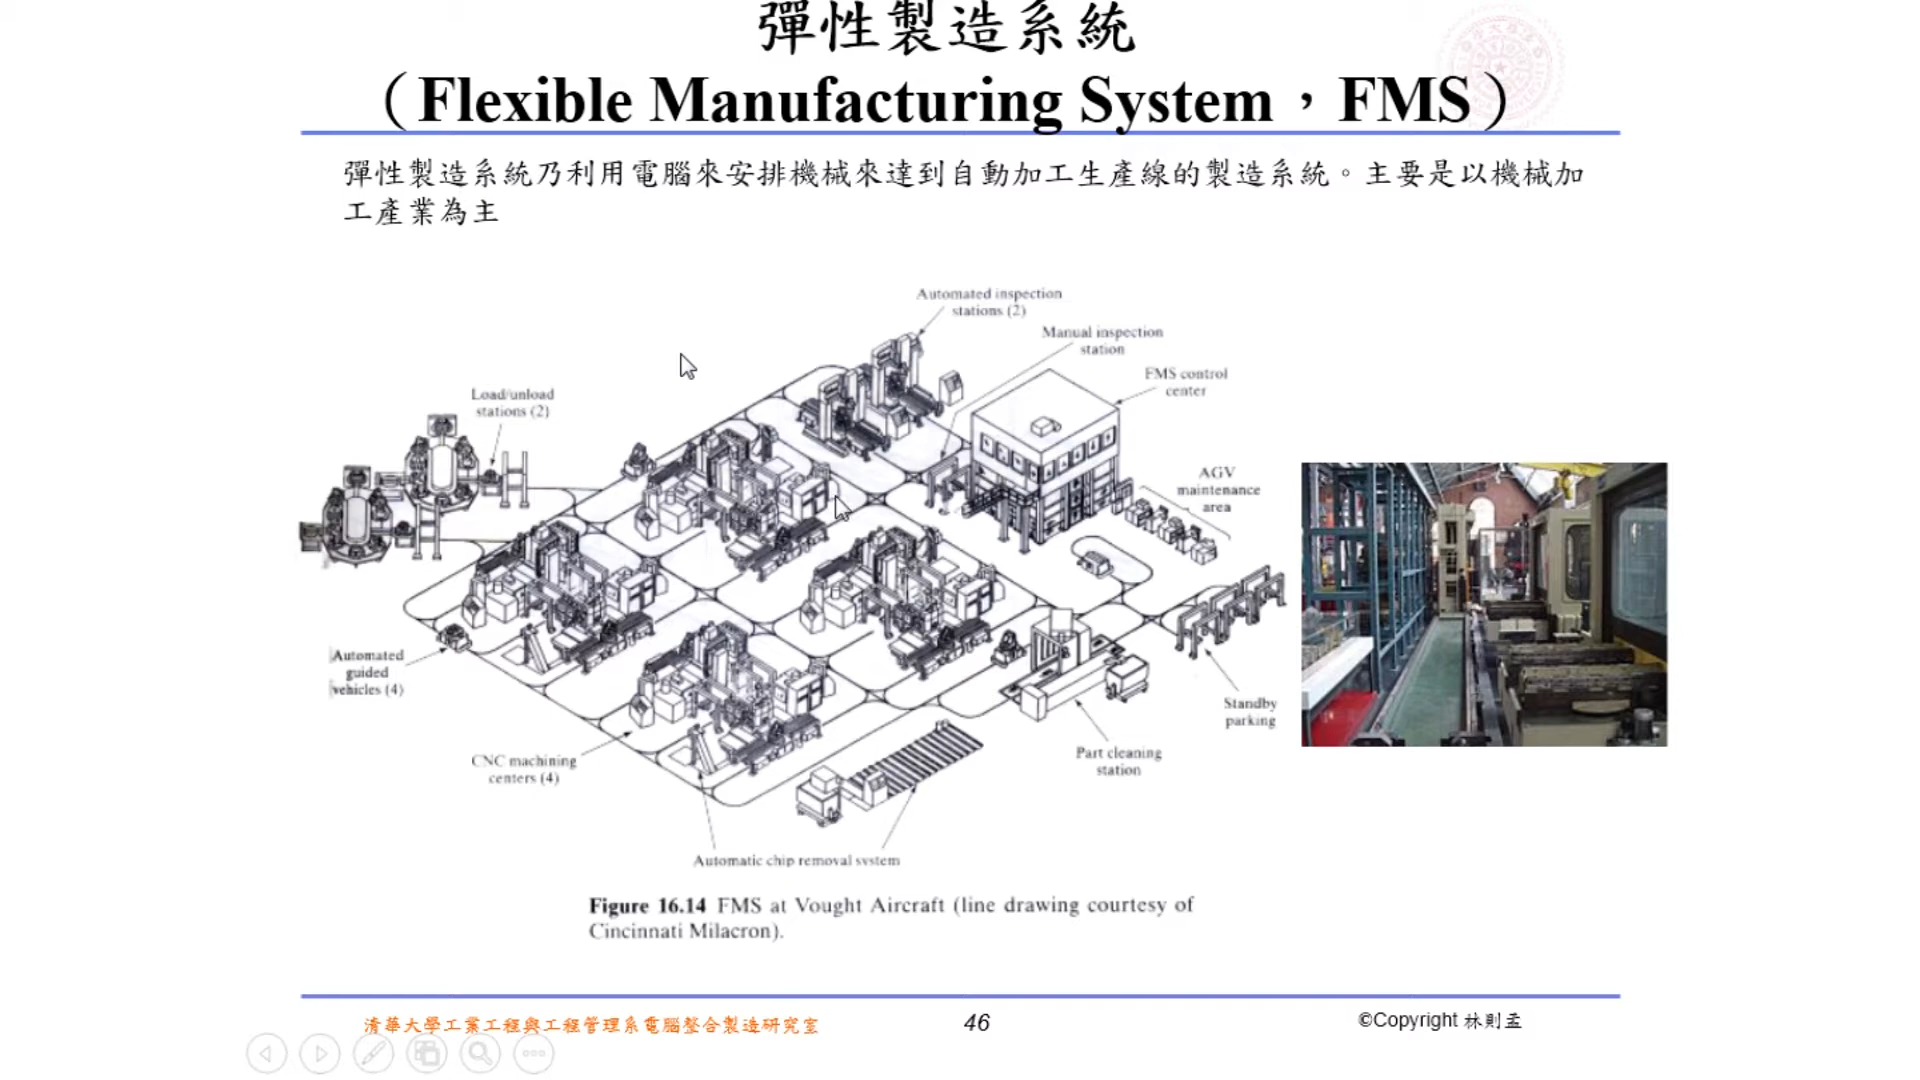 彈性製造系統
（Flexible Manufacturing System，FMS）
彈性製造系統乃利用電腦來安排機械來達到自動加工生產線的製造系統。主要是以機械加
工產業為主
Automated inspection
stations (2)
Manual inspection
station
FMS control
center
Load/unload
stations (2)
AGV
maintenance
area
Automated
guided
vehicles (4)
Standby
parking
CNC machining
centers (4)
Part cleaning
station
Automatic chip removal system
Figure 16.14 FMS at Vought Aircraft (line drawing courtesy of
Cincinnati Milacron).
清華大學工業工程與工程管理系電腦整合製造研究室
46
©Copyright 林則孟